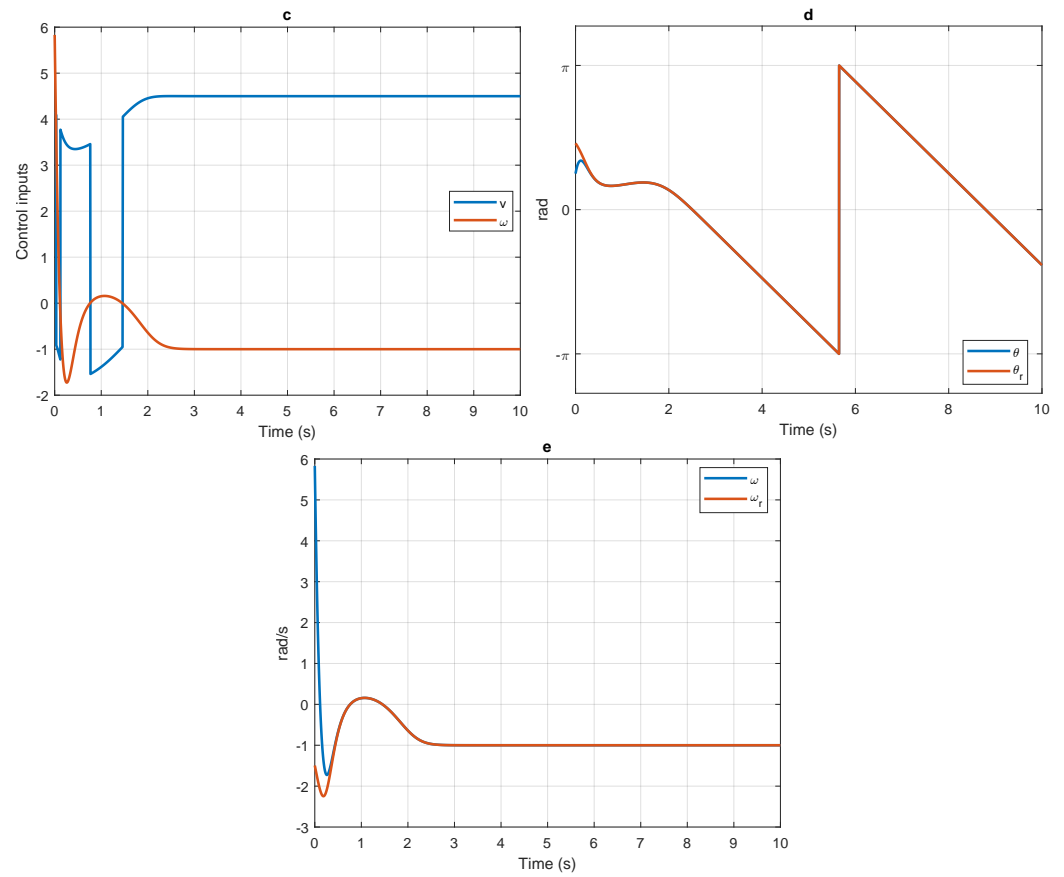 c
6
5
4
3
2
1
0
-1
-2
Control inputs
0 1 2 3 4 5 6 7 8 9 10
Time (s)
v
ω
d
π
0
-π
rad
0 2 4 6 8 10
Time (s)
θ
θr
e
6
5
4
3
2
1
0
-1
-2
-3
rad/s
0 1 2 3 4 5 6 7 8 9 10
Time (s)
ω
ωr